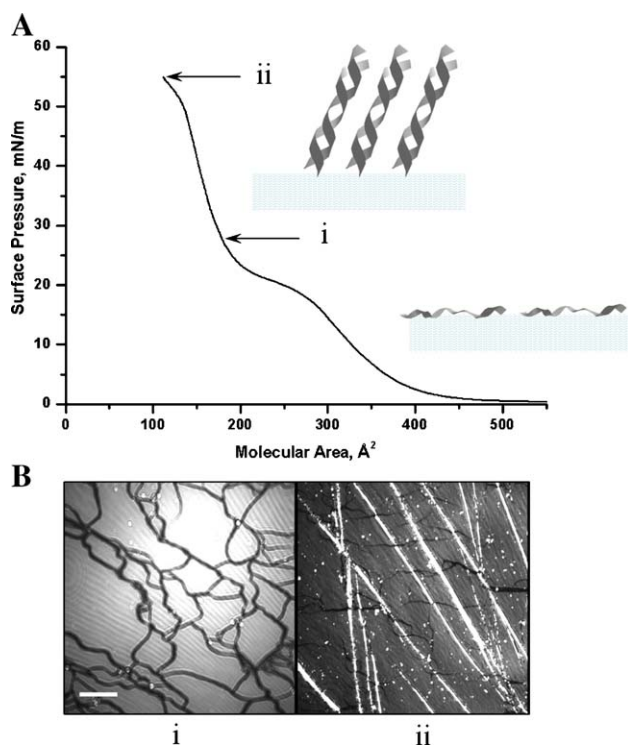 A
60
50
40
30
20
10
0
Surface Pressure, mN/m
ii
i
0 100 200 300 400 500
Molecular Area, Å²
B
i ii